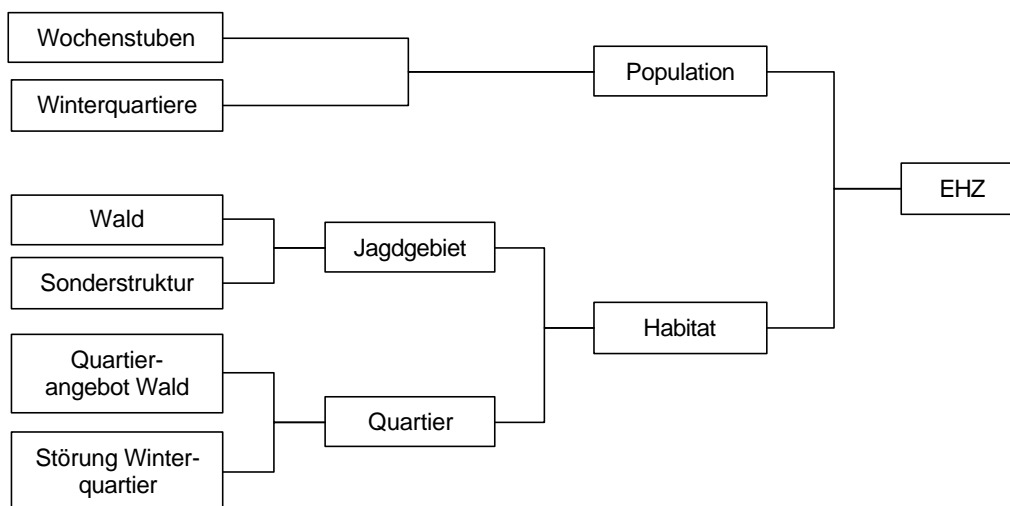 Wochenstuben
Winterquartiere
Population
EHZ
Wald
Sonderstruktur
Jagdgebiet
Habitat
Quartier-
angebot Wald
Störung Winter-
quartier
Quartier